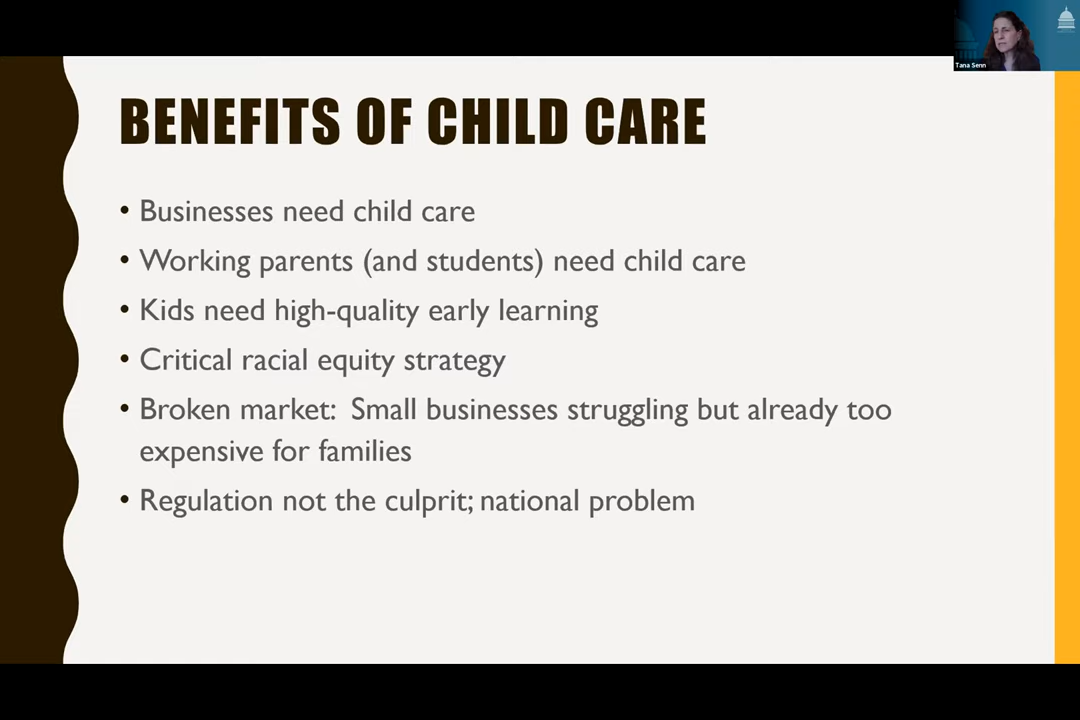 Tana Senn
BENEFITS OF CHILD CARE
• Businesses need child care
• Working parents (and students) need child care
• Kids need high-quality early learning
• Critical racial equity strategy
• Broken market:  Small businesses struggling but already too
expensive for families
• Regulation not the culprit; national problem